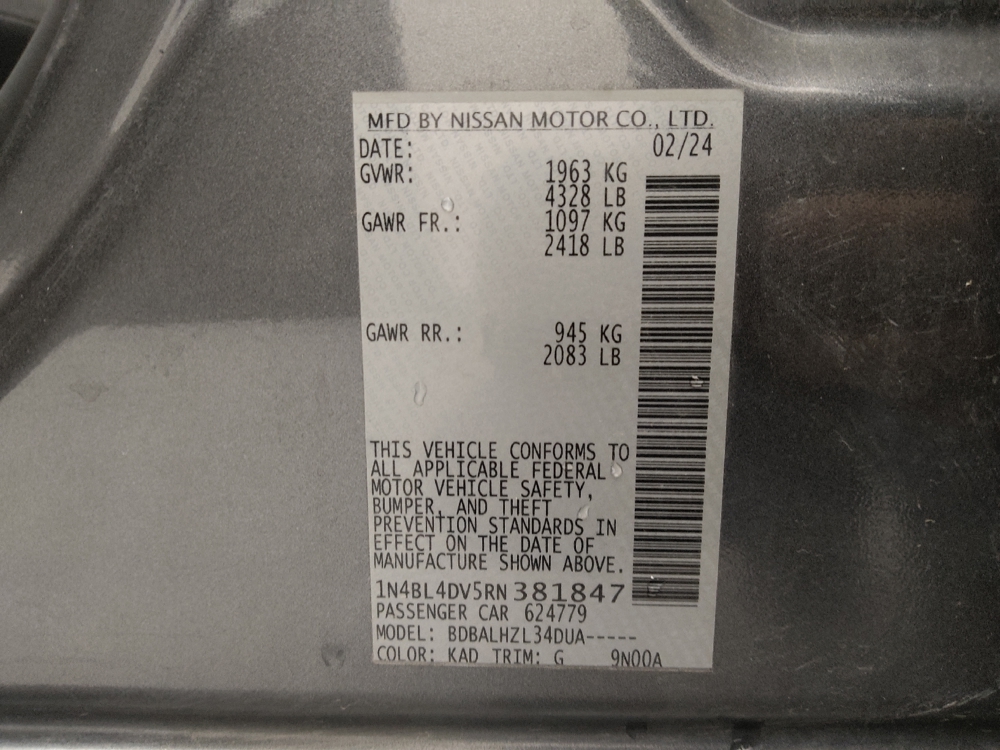 MFD BY NISSAN MOTOR CO., LTD.
DATE: 02/24
GVWR: 1963 KG
4328 LB
GAWR FR.: 1097 KG
2418 LB
GAWR RR.: 945 KG
2083 LB
THIS VEHICLE CONFORMS TO
ALL APPLICABLE FEDERAL
MOTOR VEHICLE SAFETY,
BUMPER, AND THEFT
PREVENTION STANDARDS IN
EFFECT ON THE DATE OF
MANUFACTURE SHOWN ABOVE.
1N4BL4DV5RN381847
PASSENGER CAR 624779
MODEL: BDBALHZL34DUA-----
COLOR: KAD TRIM: G 9N00A